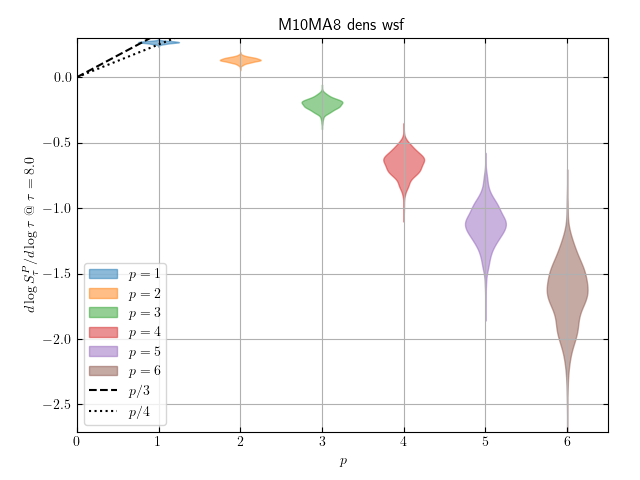 M10MA8 dens wsf
d log S_τ^P/d log τ @ τ = 8.0
0.0
−0.5
−1.0
−1.5
−2.0
−2.5
p = 1
p = 2
p = 3
p = 4
p = 5
p = 6
p/3
p/4
0 1 2 3 4 5 6
p